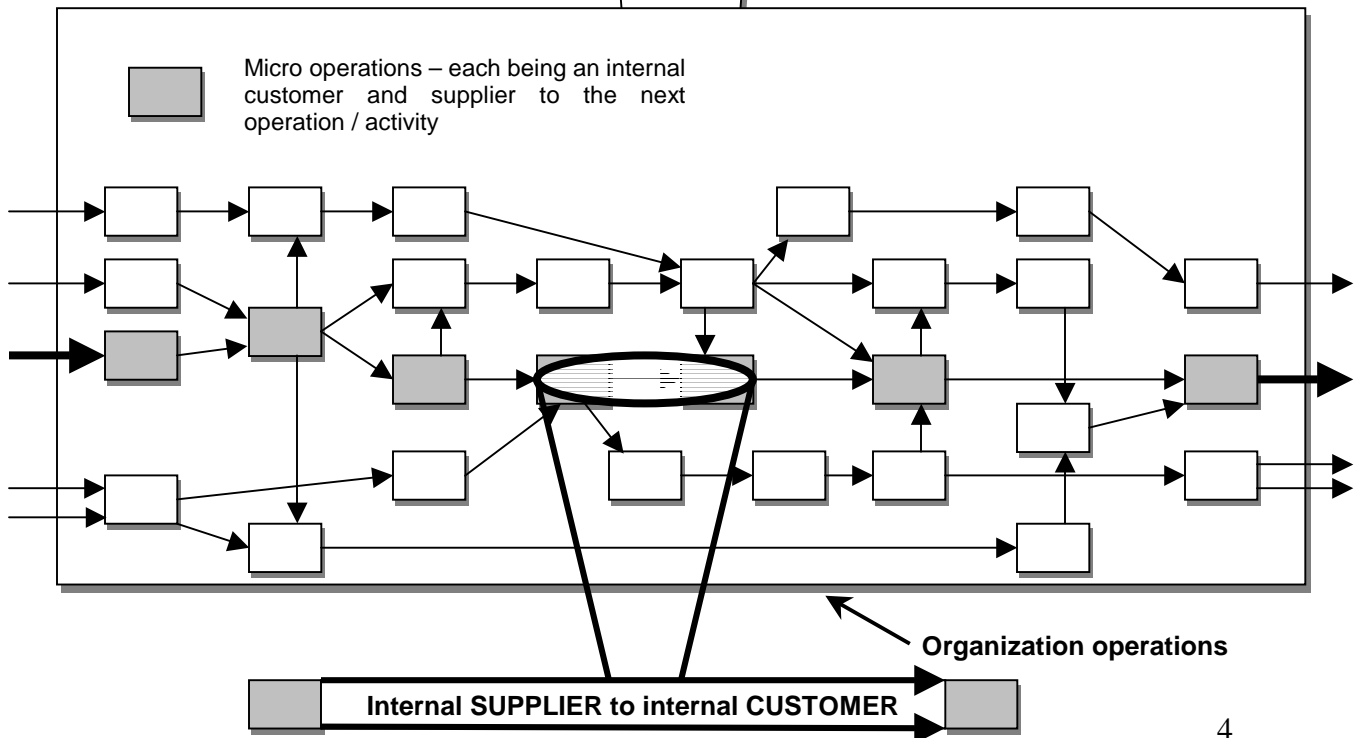 Micro operations – each being an internal
customer and supplier to the next
operation / activity
Organization operations
Internal SUPPLIER to internal CUSTOMER
4